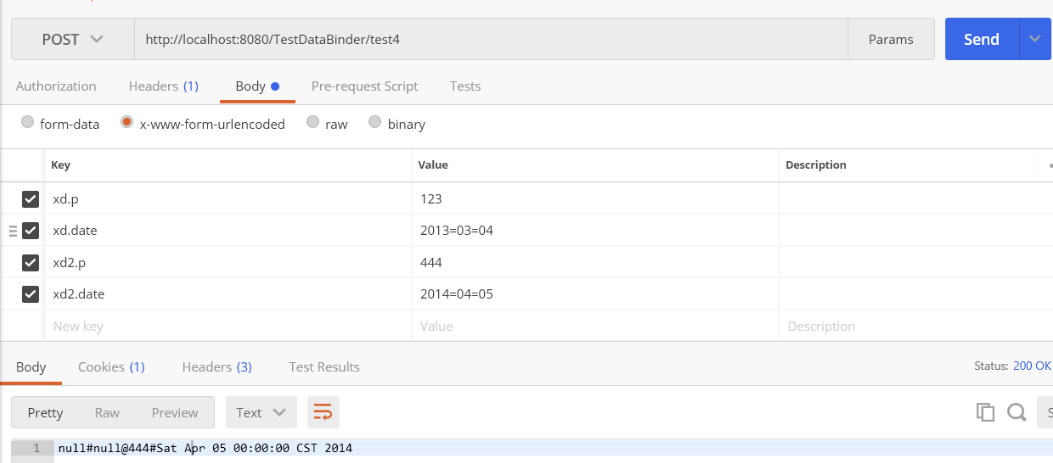 POST http://localhost:8080/TestDataBinder/test4 Params Send
Authorization Headers (1) Body Pre-request Script Tests
form-data x-www-form-urlencoded raw binary
Key Value Description
xd.p 123
xd.date 2013=03=04
xd2.p 444
xd2.date 2014=04=05
New key Value Description
Body Cookies (1) Headers (3) Test Results Status: 200 OK
Pretty Raw Preview Text S
1 null#null@444#Sat Apr 05 00:00:00 CST 2014